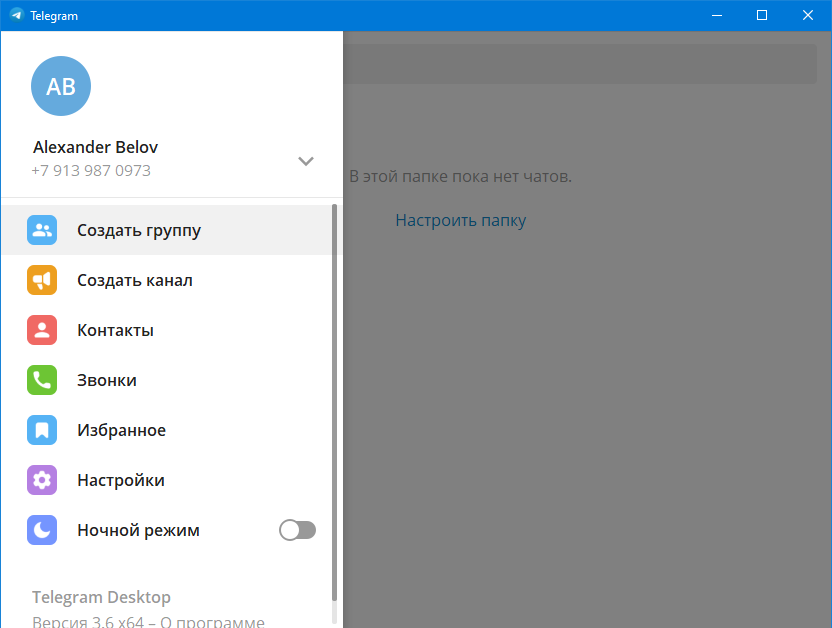 Telegram
AB
Alexander Belov
+7 913 987 0973
В этой папке пока нет чатов.
Настроить папку
Создать группу
Создать канал
Контакты
Звонки
Избранное
Настройки
Ночной режим
Telegram Desktop
Версия 3.6 x64 – О программе